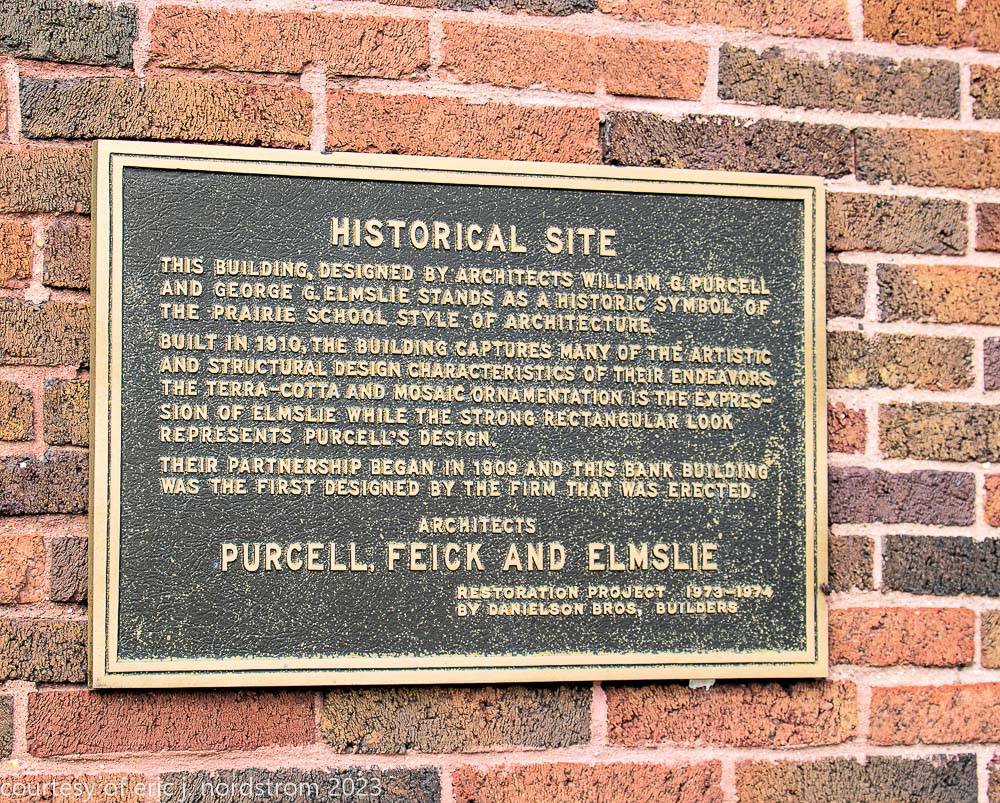 HISTORICAL SITE
THIS BUILDING, DESIGNED BY ARCHITECTS WILLIAM G. PURCELL
AND GEORGE G. ELMSLIE STANDS AS A HISTORIC SYMBOL OF
THE PRAIRIE SCHOOL STYLE OF ARCHITECTURE.
BUILT IN 1910, THE BUILDING CAPTURES MANY OF THE ARTISTIC
AND STRUCTURAL DESIGN CHARACTERISTICS OF THEIR ENDEAVORS.
THE TERRA-COTTA AND MOSAIC ORNAMENTATION IS THE EXPRES-
SION OF ELMSLIE WHILE THE STRONG RECTANGULAR LOOK
REPRESENTS PURCELL'S DESIGN.
THEIR PARTNERSHIP BEGAN IN 1909 AND THIS BANK BUILDING
WAS THE FIRST DESIGNED BY THE FIRM THAT WAS ERECTED.
ARCHITECTS
PURCELL, FEICK AND ELMSLIE
RESTORATION PROJECT 1973-1974
BY DANIELSON BROS, BUILDERS
courtesy of eric j. nordstrom 2023